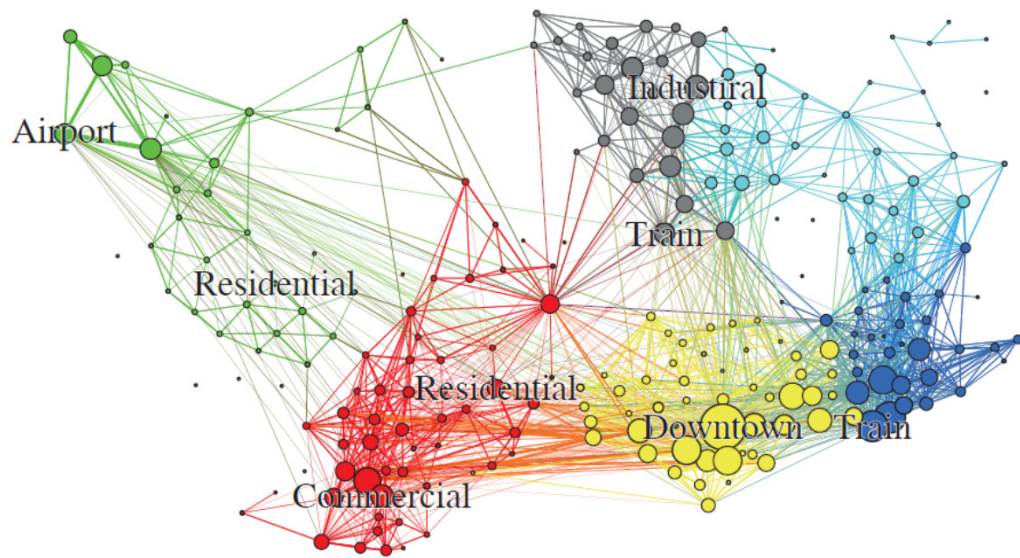 Industiral
Airport
Train
Residential
Residential
Downtown
Train
Commercial